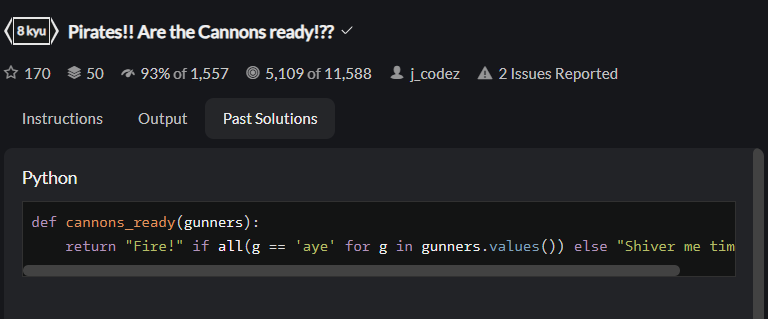 8 kyu Pirates!! Are the Cannons ready!??
170 50 93% of 1,557 5,109 of 11,588 j_codez 2 Issues Reported
Instructions Output Past Solutions
Python
def cannons_ready(gunners):
    return "Fire!" if all(g == 'aye' for g in gunners.values()) else "Shiver me tim